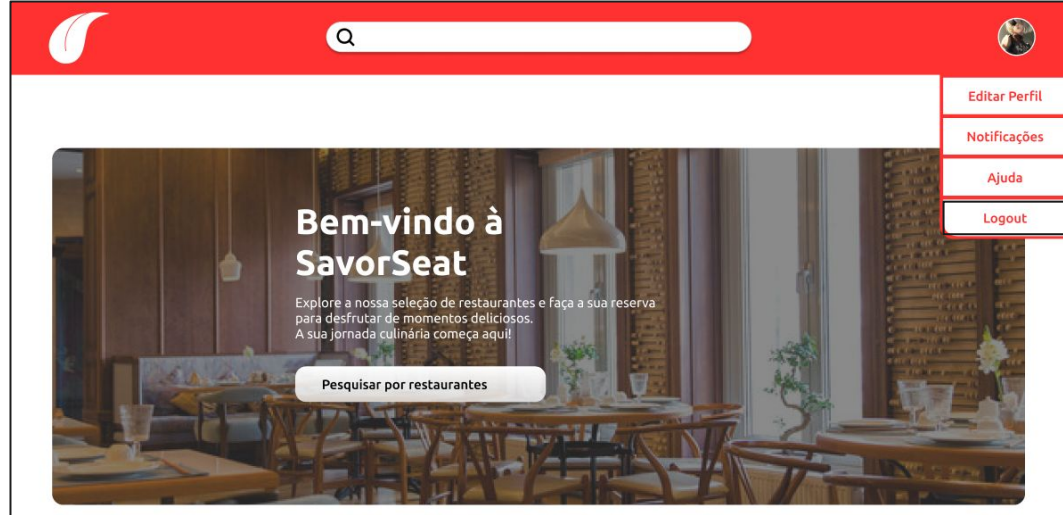 Editar Perfil
Notificações
Ajuda
Logout
Bem-vindo à
SavorSeat
Explore a nossa seleção de restaurantes e faça a sua reserva
para desfrutar de momentos deliciosos.
A sua jornada culinária começa aqui!
Pesquisar por restaurantes